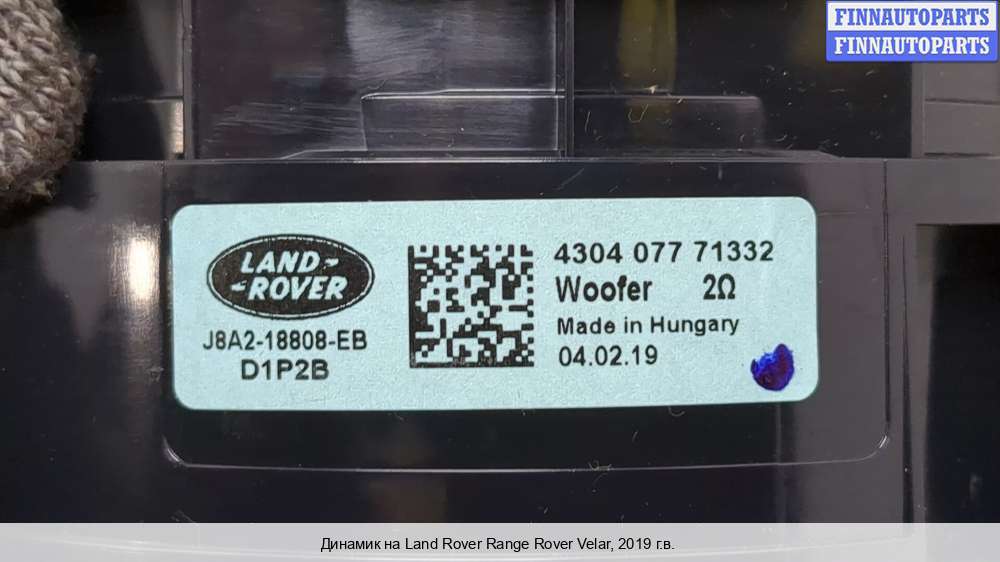 FINNAUTOPARTS
FINNAUTOPARTS
LAND-
-ROVER
J8A2-18808-EB
D1P2B
4304 077 71332
Woofer 2Ω
Made in Hungary
04.02.19
Динамик на Land Rover Range Rover Velar, 2019 г.в.